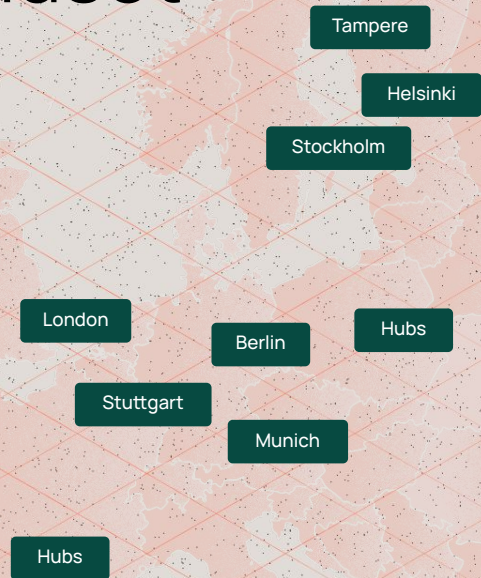 Tampere
Helsinki
Stockholm
London
Hubs
Berlin
Stuttgart
Munich
Hubs